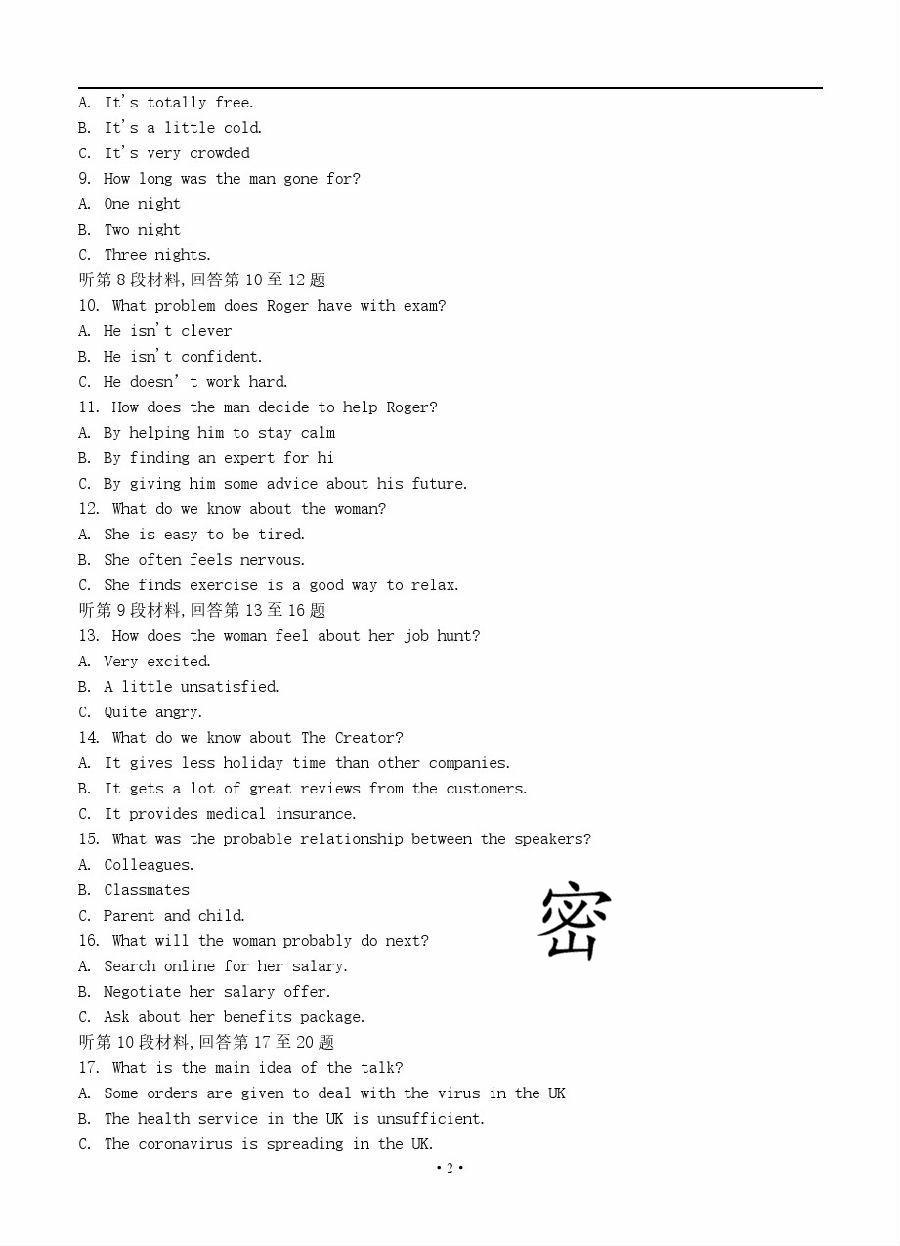 A. It's totally free.
B. It's a little cold.
C. It's very crowded
9. How long was the man gone for?
A. One night
B. Two night
C. Three nights.
听第8段材料,回答第10至12题
10. What problem does Roger have with exam?
A. He isn't clever
B. He isn't confident.
C. He doesn’t work hard.
11. How does the man decide to help Roger?
A. By helping him to stay calm
B. By finding an expert for hi
C. By giving him some advice about his future.
12. What do we know about the woman?
A. She is easy to be tired.
B. She often feels nervous.
C. She finds exercise is a good way to relax.
听第9段材料,回答第13至16题
13. How does the woman feel about her job hunt?
A. Very excited.
B. A little unsatisfied.
C. Quite angry.
14. What do we know about The Creator?
A. It gives less holiday time than other companies.
B. It gets a lot of great reviews from the customers.
C. It provides medical insurance.
15. What was the probable relationship between the speakers?
A. Colleagues.
B. Classmates
C. Parent and child.
密
16. What will the woman probably do next?
A. Search online for her salary.
B. Negotiate her salary offer.
C. Ask about her benefits package.
听第10段材料,回答第17至20题
17. What is the main idea of the talk?
A. Some orders are given to deal with the virus in the UK
B. The health service in the UK is unsufficient.
C. The coronavirus is spreading in the UK.
·2·